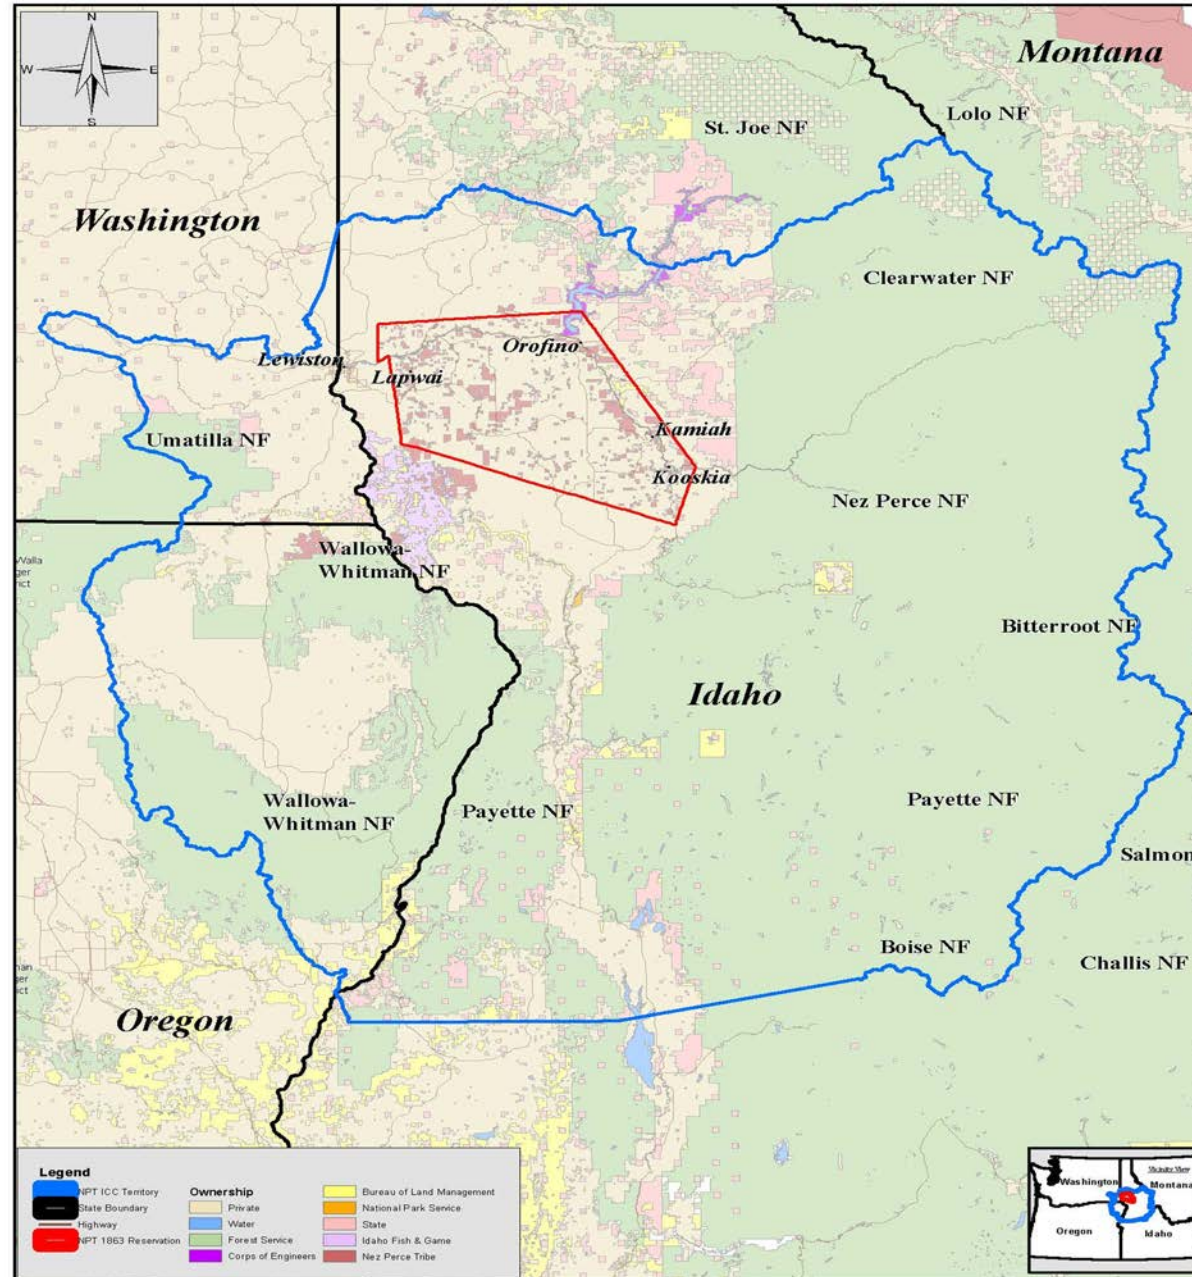 N
W
E
S
Montana
Lolo NF
St. Joe NF
Washington
Clearwater NF
Orofino
Lewiston
Lapwai
Kamiah
Umatilla NF
Kooskia
Nez Perce NF
Wallowa-
Whitman NF
Bitterroot NF
Idaho
Wallowa-
Whitman NF
Payette NF
Payette NF
Salmon
Boise NF
Challis NF
Oregon
Legend
NPT ICC Territory
State Boundary
Highway
NPT 1863 Reservation
Ownership
Private
Water
Forest Service
Corps of Engineers
Bureau of Land Management
National Park Service
State
Idaho Fish & Game
Nez Perce Tribe
Vicinity View
Washington
Montana
Oregon
Idaho